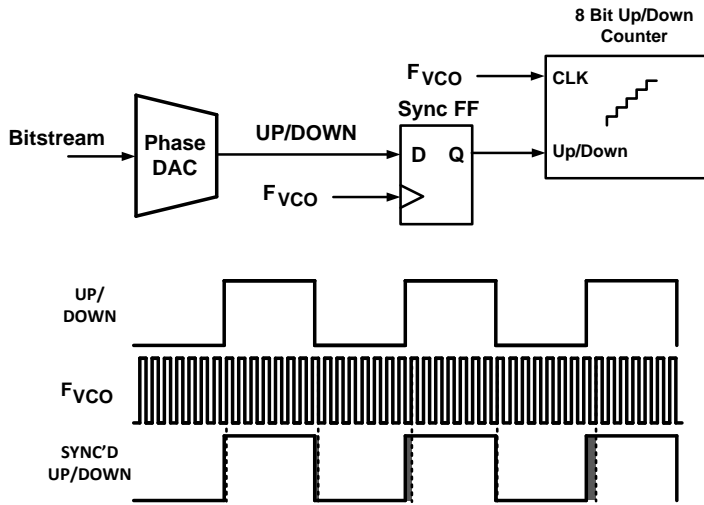 8 Bit Up/Down
Counter
FVCO
CLK
Sync FF
Bitstream
Phase
DAC
UP/DOWN
D Q
Up/Down
FVCO
UP/
DOWN
FVCO
SYNC'D
UP/DOWN